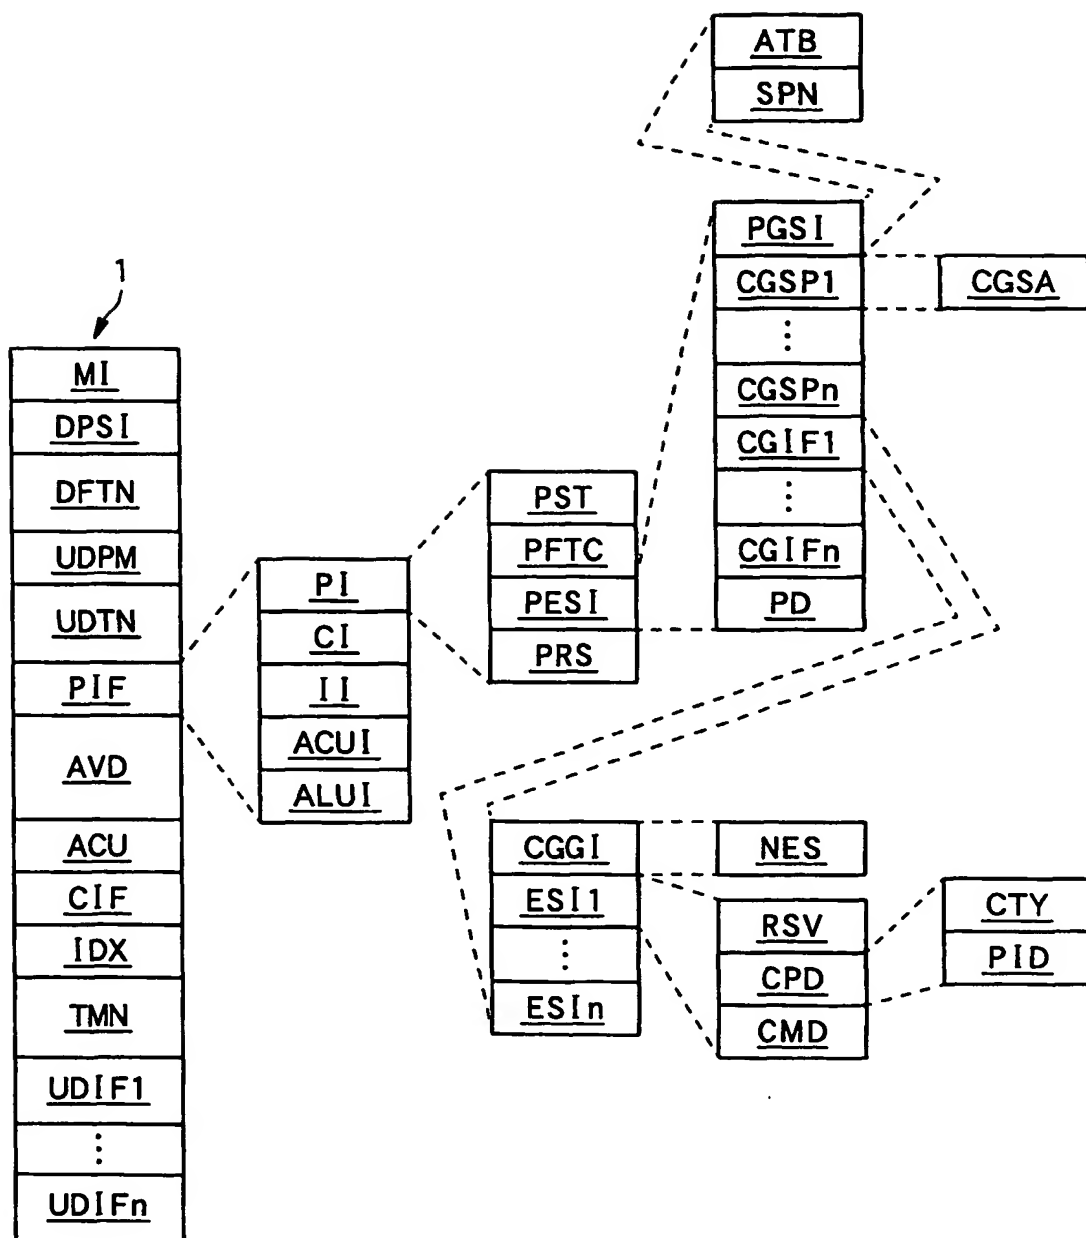 ATB
SPN
PGSI
CGSP1
⋮
CGSPn
CGIF1
⋮
CGIFn
PD
CGSA
1
MI
DPSI
DFTN
UDPM
UDTN
PIF
AVD
ACU
CIF
IDX
TMN
UDIF1
⋮
UDIFn
PI
CI
II
ACUI
ALUI
PST
PFTC
PESI
PRS
CGGI
ESI1
⋮
ESIn
NES
RSV
CPD
CMD
CTY
PID